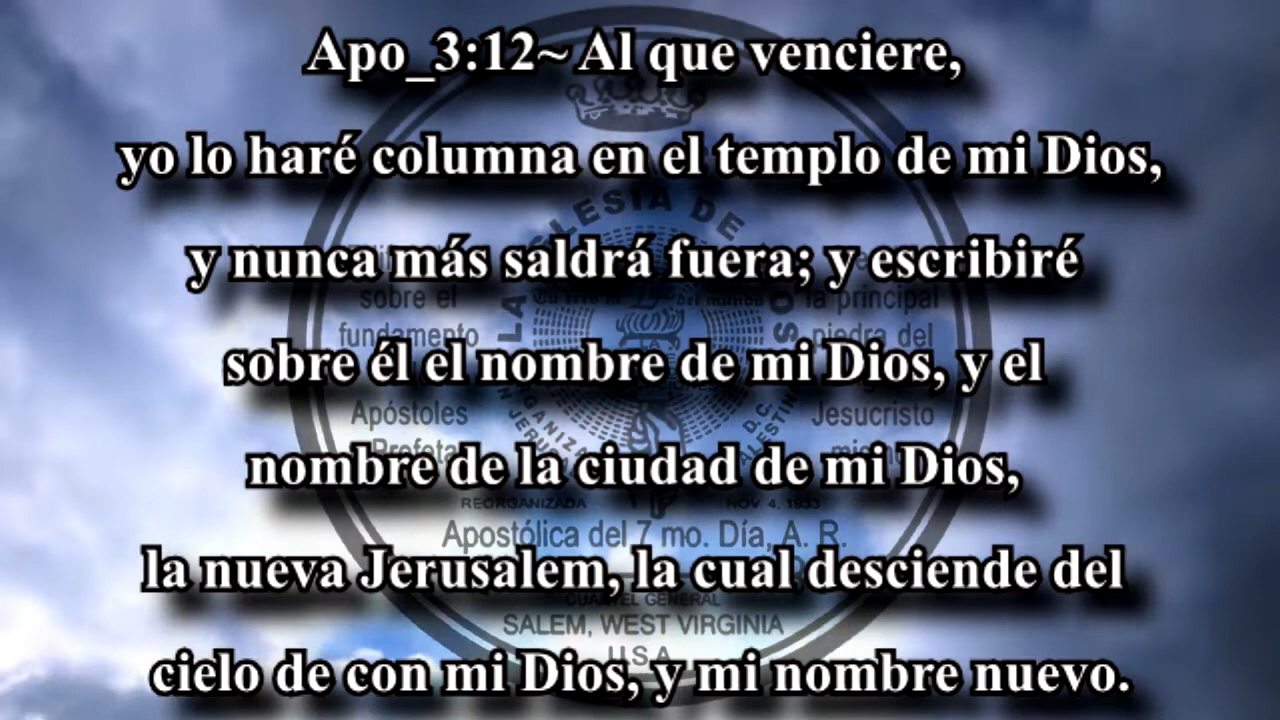 Apo_3:12~ Al que venciere,
yo lo haré columna en el templo de mi Dios,
y nunca más saldrá fuera; y escribiré
sobre él el nombre de mi Dios, y el
nombre de la ciudad de mi Dios,
la nueva Jerusalem, la cual desciende del
cielo de con mi Dios, y mi nombre nuevo.
IGLESIA DE
sobre el
fundamento
Apóstoles
la principal
piedra del
Jesucristo
REORGANIZADA
NOV 4, 1933
Apostólica del 7 mo. Día, A. R.
CUARTEL GENERAL
SALEM, WEST VIRGINIA
U.S.A.